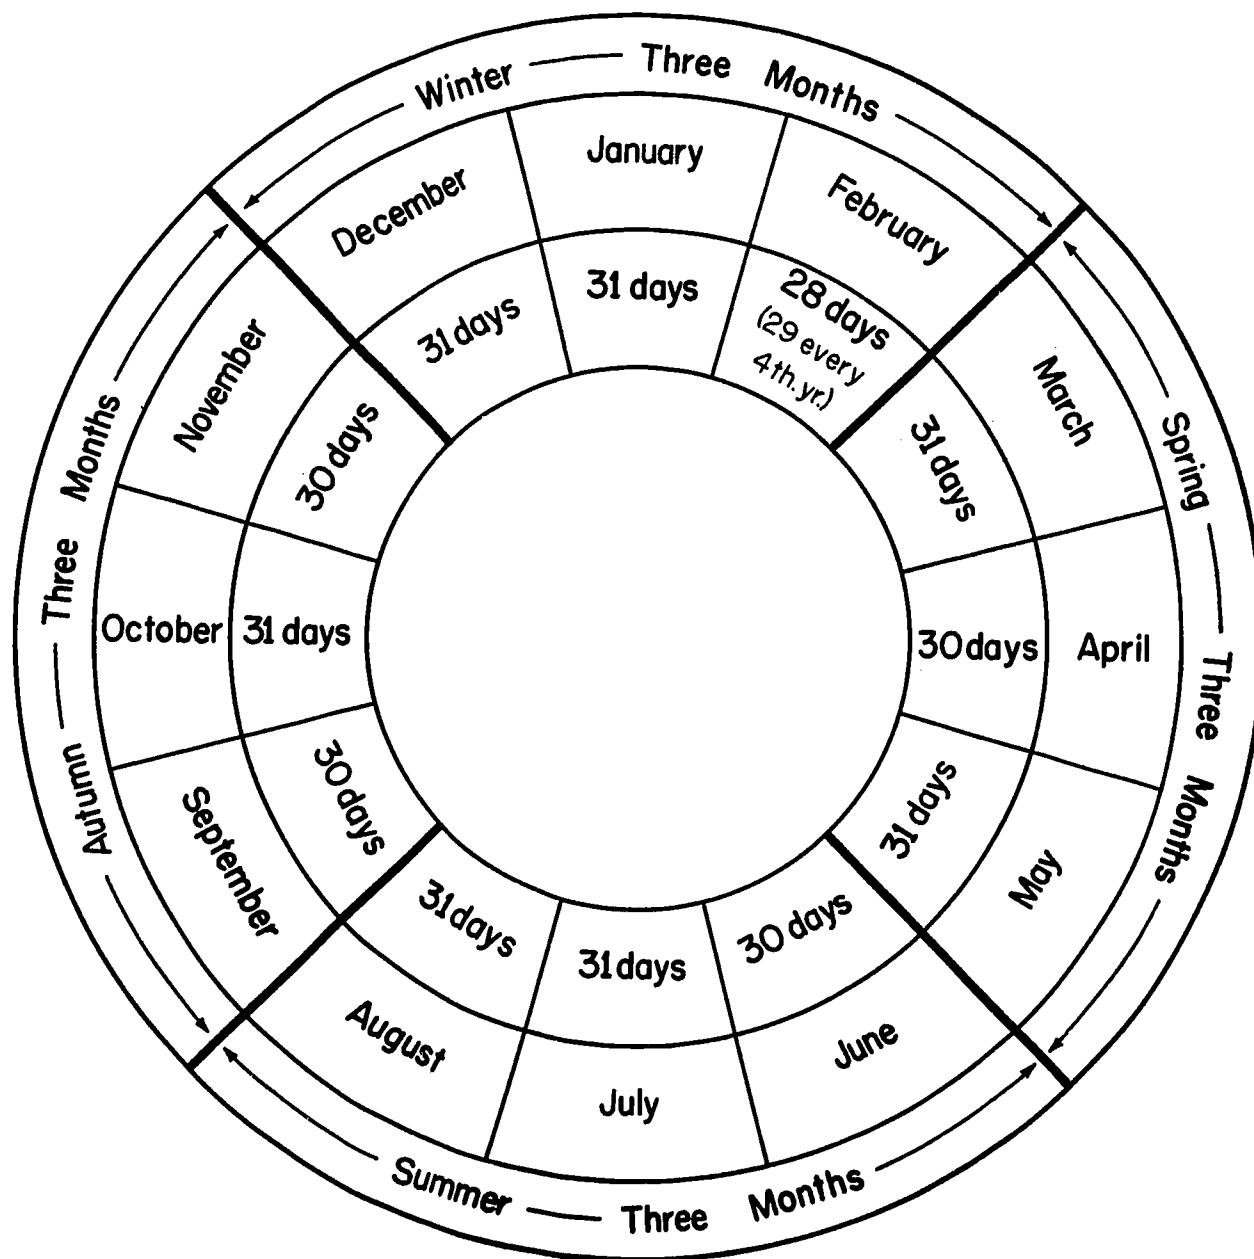 Winter — Three Months
December
31 days
January
31 days
February
28 days
(29 every
4th. yr.)
Spring — Three Months
March
31 days
April
30 days
May
31 days
Summer — Three Months
June
30 days
July
31 days
August
31 days
Autumn — Three Months
September
30 days
October
31 days
November
30 days